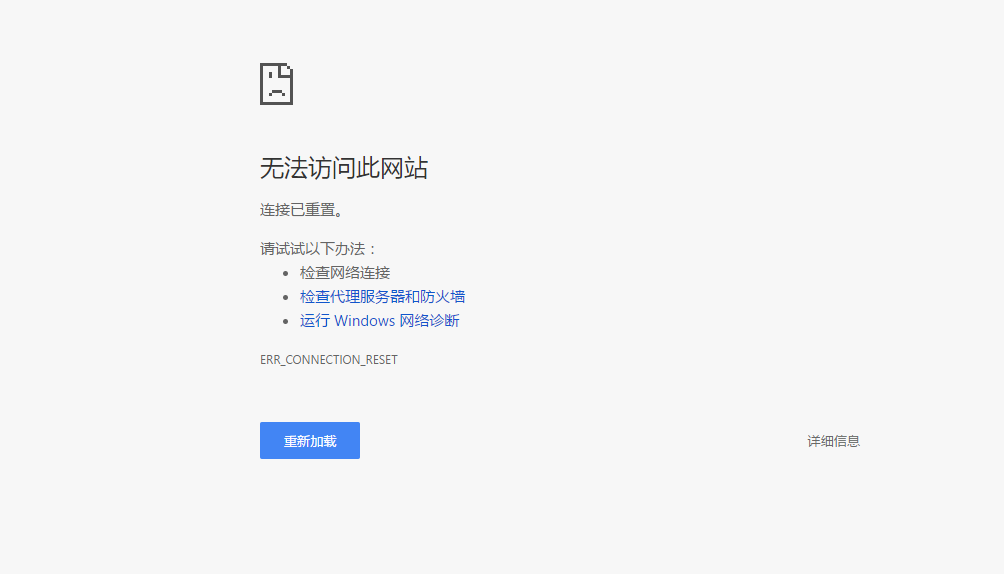 无法访问此网站
连接已重置。
请试试以下办法：
检查网络连接
检查代理服务器和防火墙
运行 Windows 网络诊断
ERR_CONNECTION_RESET
重新加载
详细信息